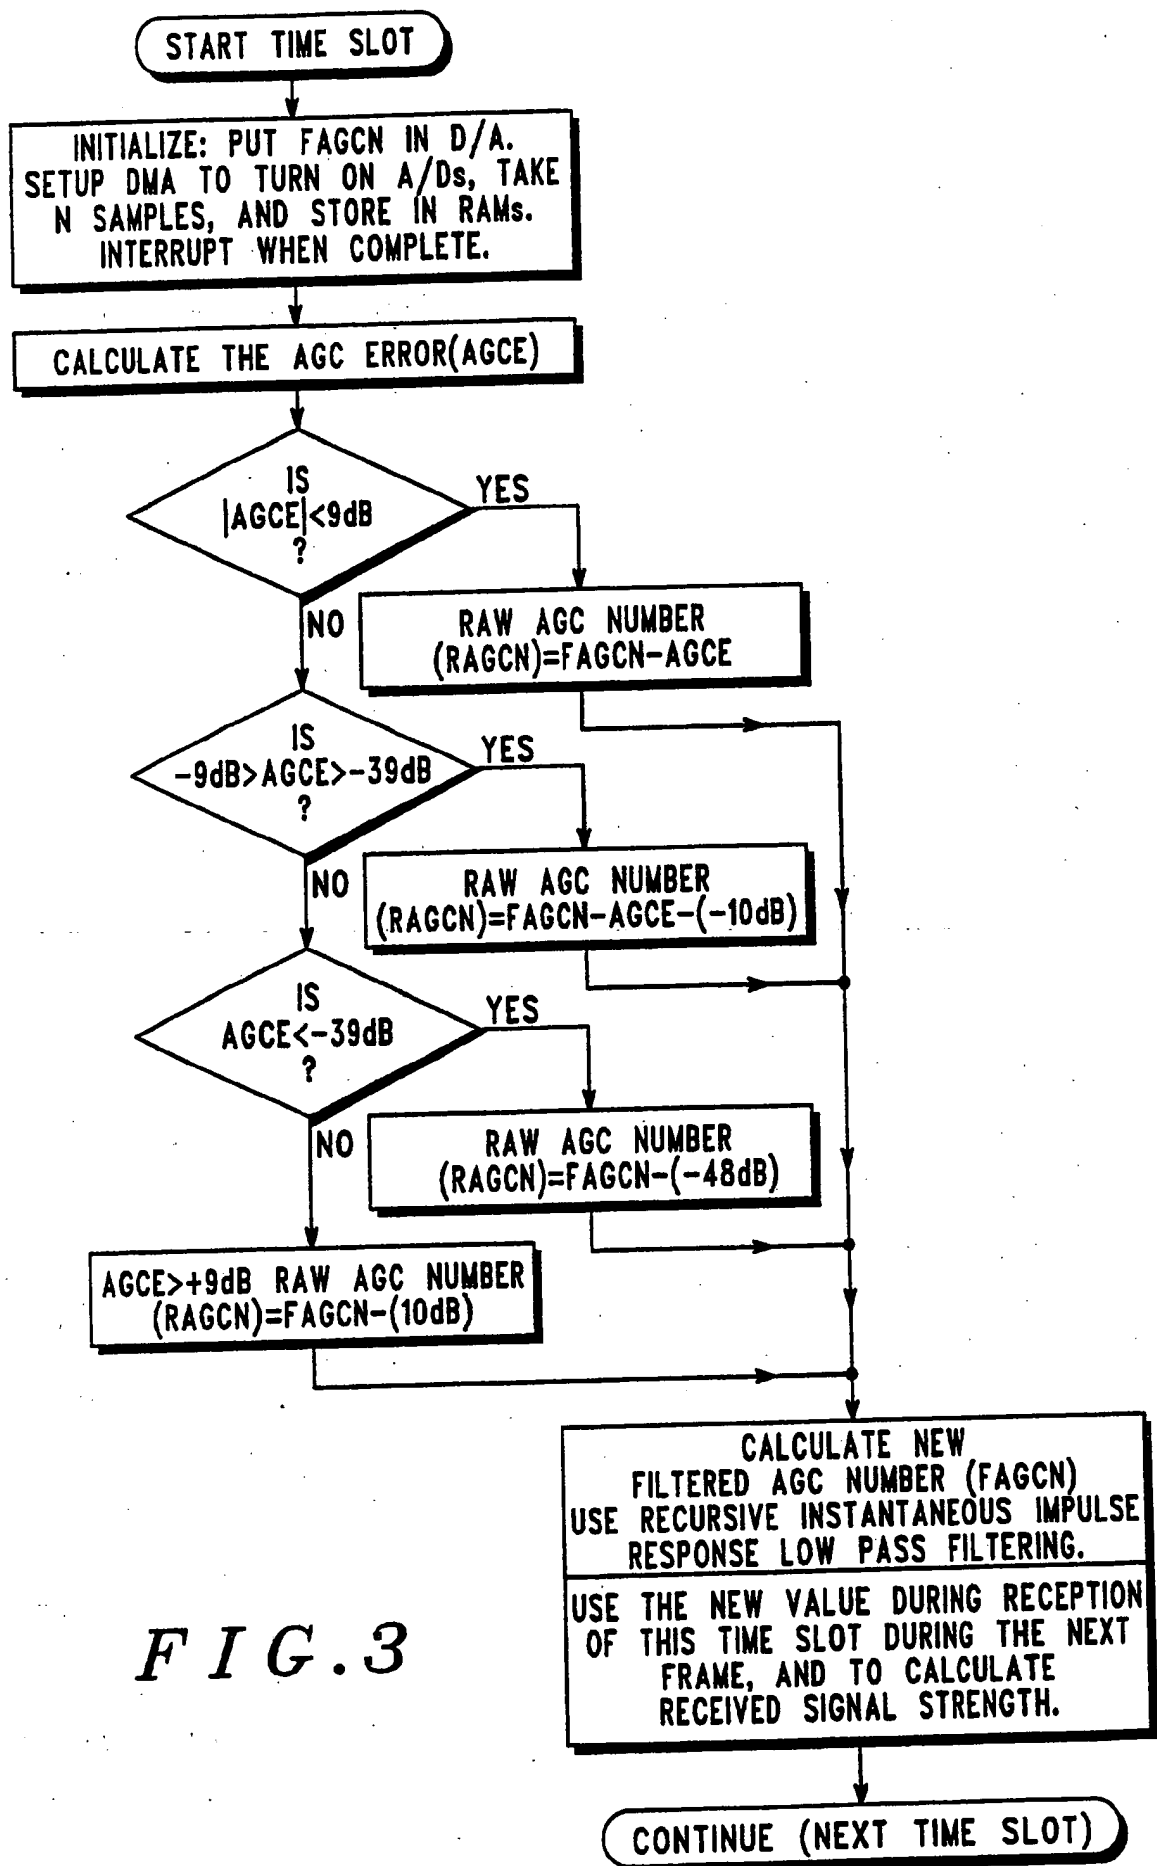 START TIME SLOT
INITIALIZE: PUT FAGCN IN D/A.
SETUP DMA TO TURN ON A/Ds, TAKE
N SAMPLES, AND STORE IN RAMs.
INTERRUPT WHEN COMPLETE.
CALCULATE THE AGC ERROR(AGCE)
IS
|AGCE|<9dB
?
YES
NO
RAW AGC NUMBER
(RAGCN)=FAGCN-AGCE
IS
-9dB>AGCE>-39dB
?
YES
NO
RAW AGC NUMBER
(RAGCN)=FAGCN-AGCE-(-10dB)
IS
AGCE<-39dB
?
YES
NO
RAW AGC NUMBER
(RAGCN)=FAGCN-(-48dB)
AGCE>+9dB RAW AGC NUMBER
(RAGCN)=FAGCN-(10dB)
CALCULATE NEW
FILTERED AGC NUMBER (FAGCN)
USE RECURSIVE INSTANTANEOUS IMPULSE
RESPONSE LOW PASS FILTERING.
USE THE NEW VALUE DURING RECEPTION
OF THIS TIME SLOT DURING THE NEXT
FRAME, AND TO CALCULATE
RECEIVED SIGNAL STRENGTH.
FIG.3
CONTINUE (NEXT TIME SLOT)